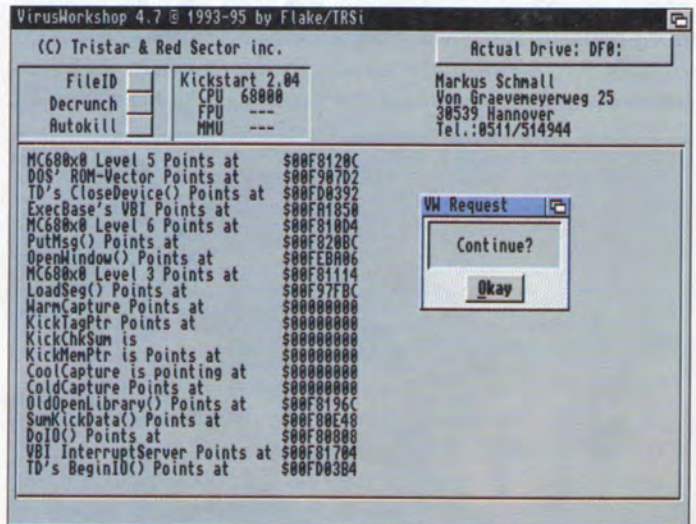 VirusWorkshop 4.7 © 1993-95 by Flake/TRSi
(C) Tristar & Red Sector inc.
Actual Drive: DF0:
FileID
Decrunch
Autokill
Kickstart 2.04
CPU 68000
FPU ---
MMU ---
Markus Schmall
Von Graevemeyerweg 25
30539 Hannover
Tel.:0511/514944
MC680x0 Level 5 Points at $00F8120C
DOS' ROM-Vector Points at $00F907D2
TD's CloseDevice() Points at $00FD0392
ExecBase's VBI Points at $00FA1850
MC680x0 Level 6 Points at $00F810D4
PutMsg() Points at $00F820BC
OpenWindow() Points at $00FEBA06
MC680x0 Level 3 Points at $00F81114
LoadSeg() Points at $00F97FBC
WarmCapture Points at $00000000
KickTagPtr Points at $00000000
KickChkSum is $00000000
KickMemPtr is Points at $00000000
CoolCapture is pointing at $00000000
ColdCapture Points at $00000000
OldOpenLibrary() Points at $00F8196C
SumKickData() Points at $00F80E48
DoIO() Points at $00F80808
VBI InterruptServer Points at $00F81704
TD's BeginIO() Points at $00FD03B4
VW Request
Continue?
Okay